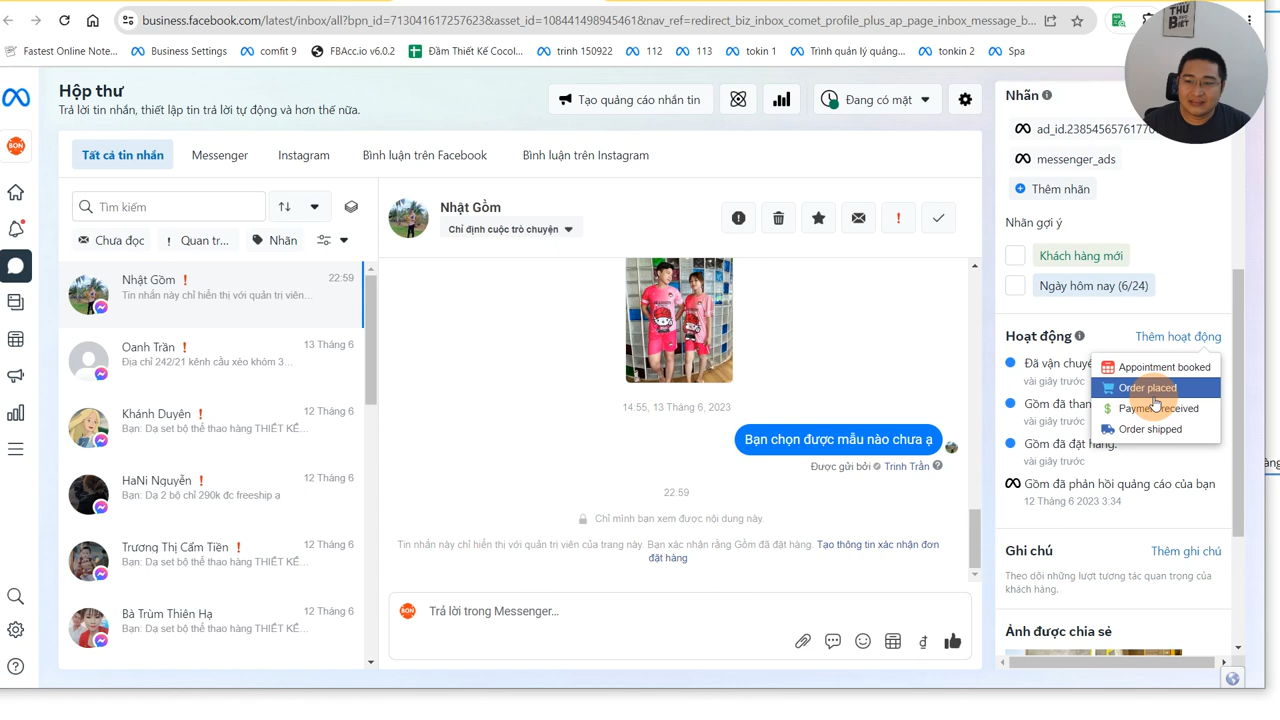 business.facebook.com/latest/inbox/all?bpn_id=713041617257623&asset_id=108441498945461&nav_ref=redirect_biz_inbox_comet_profile_plus_ap_page_inbox_message_b...
Fastest Online Note...
Business Settings
comfit 9
FBAcc.io v6.0.2
Đầm Thiết Kế Cocol...
trinh 150922
112
113
tokin 1
Trình quản lý quảng...
tonkin 2
Spa
THỨ
BIẾT
Hộp thư
Trả lời tin nhắn, thiết lập tin trả lời tự động và hơn thế nữa.
Tạo quảng cáo nhắn tin
Đang có mặt
Tất cả tin nhắn
Messenger
Instagram
Bình luận trên Facebook
Bình luận trên Instagram
BON
Tìm kiếm
Chưa đọc
! Quan tr...
Nhãn
Nhật Gồm !
22:59
Tin nhắn này chỉ hiển thị với quản trị viên...
Oanh Trần !
13 Tháng 6
Địa chỉ 242/21 kênh cầu xéo khóm 3...
Khánh Duyên !
12 Tháng 6
Bạn: Dạ set bộ thể thao hàng THIẾT KẾ...
HaNi Nguyễn !
12 Tháng 6
Bạn: Dạ 2 bộ chỉ 290k đc freeship a
Trương Thị Cẩm Tiền !
12 Tháng 6
Bạn: Dạ set bộ thể thao hàng THIẾT KẾ...
Bà Trùm Thiên Hạ
12 Tháng 6
Bạn: Dạ set bộ thể thao hàng THIẾT KẾ...
Nhật Gồm
Chỉ định cuộc trò chuyện
14:55, 13 Tháng 6, 2023
Bạn chọn được mẫu nào chưa ạ
Được gửi bởi Trinh Trần
22:59
Chỉ mình bạn xem được nội dung này.
Tin nhắn này chỉ hiển thị với quản trị viên của trang này. Bạn xác nhận rằng Gồm đã đặt hàng. Tạo thông tin xác nhận đơn
đặt hàng
BON
Trả lời trong Messenger...
đ
Nhãn
ad_id.2385456576177
messenger_ads
Thêm nhãn
Nhãn gợi ý
Khách hàng mới
Ngày hôm nay (6/24)
Hoạt động
Thêm hoạt động
Đã vận chuyể
vài giây trước
Gồm đã than
vài giây trước
Gồm đã đặt hàng.
vài giây trước
Gồm đã phản hồi quảng cáo của bạn
12 Tháng 6 2023 3:34
Appointment booked
Order placed
Payment received
Order shipped
Ghi chú
Thêm ghi chú
Theo dõi những lượt tương tác quan trọng của
khách hàng.
Ảnh được chia sẻ